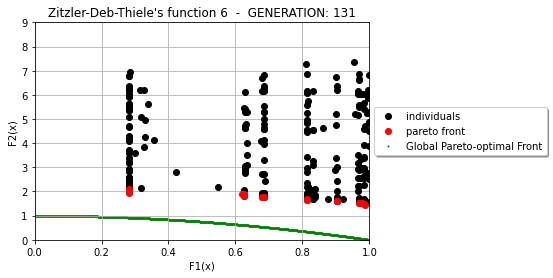 Zitzler-Deb-Thiele's function 6 - GENERATION: 131
9
8
7
6
5
4
3
2
1
0
F2(x)
0.0 0.2 0.4 0.6 0.8 1.0
F1(x)
individuals
pareto front
Global Pareto-optimal Front